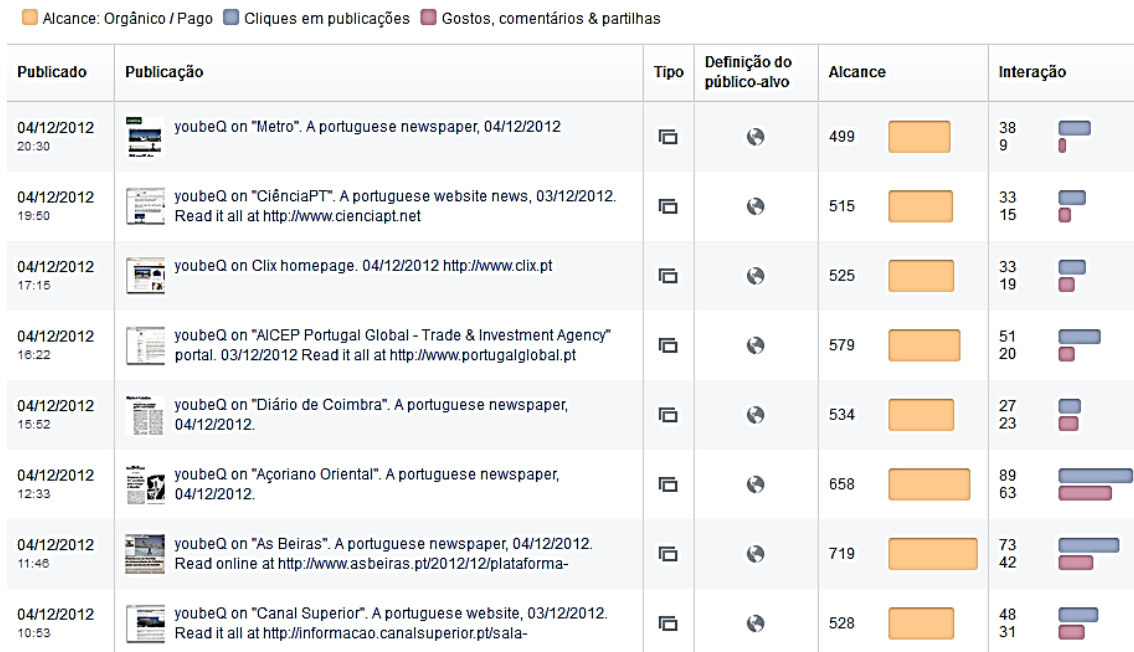 Alcance: Orgânico / Pago Cliques em publicações Gostos, comentários & partilhas
Publicado Publicação Tipo Definição do público-alvo Alcance Interação
04/12/2012 youbeQ on "Metro". A portuguese newspaper, 04/12/2012 499 38
20:30 9
04/12/2012 youbeQ on "CiênciaPT". A portuguese website news, 03/12/2012. 515 33
19:50 Read it all at http://www.cienciapt.net 15
04/12/2012 youbeQ on Clix homepage. 04/12/2012 http://www.clix.pt 525 33
17:15 19
04/12/2012 youbeQ on "AICEP Portugal Global - Trade & Investment Agency" 579 51
16:22 portal. 03/12/2012 Read it all at http://www.portugalglobal.pt 20
04/12/2012 youbeQ on "Diário de Coimbra". A portuguese newspaper, 534 27
15:52 04/12/2012. 23
04/12/2012 youbeQ on "Açoriano Oriental". A portuguese newspaper, 658 89
12:33 04/12/2012. 63
04/12/2012 youbeQ on "As Beiras". A portuguese newspaper, 04/12/2012. 719 73
11:46 Read online at http://www.asbeiras.pt/2012/12/plataforma- 42
04/12/2012 youbeQ on "Canal Superior". A portuguese website, 03/12/2012. 528 48
10:53 Read it all at http://informacao.canalsuperior.pt/sala- 31